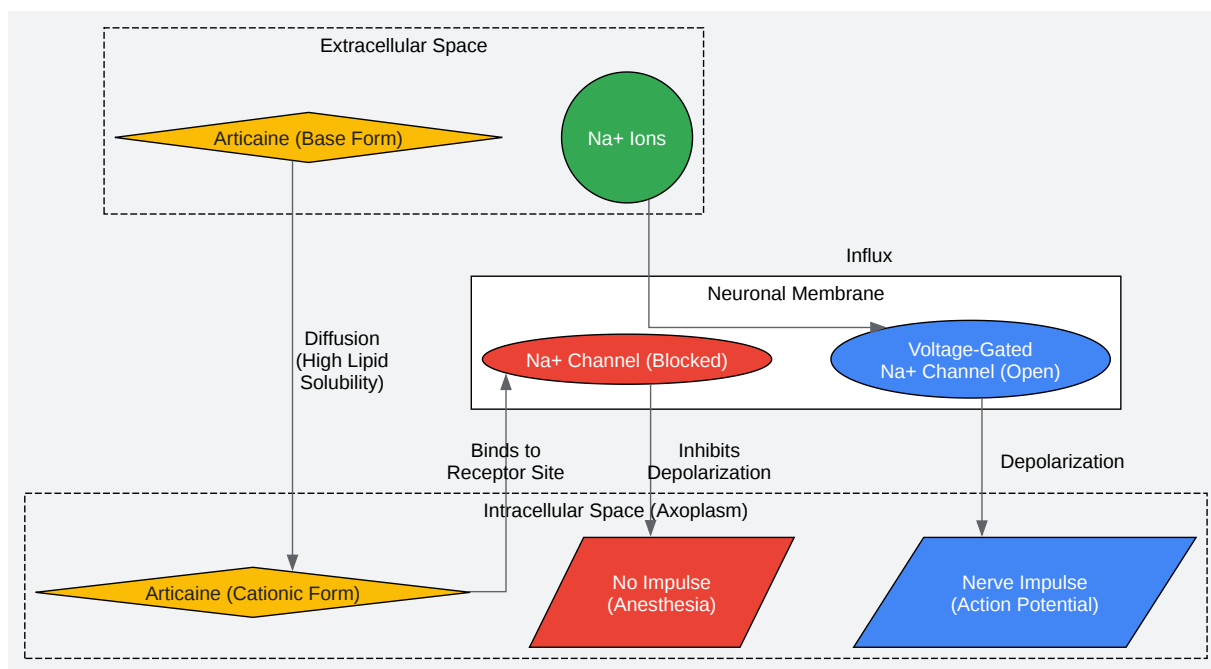 Extracellular Space
Articaine (Base Form)
Na+ Ions
Influx
Neuronal Membrane
Diffusion
(High Lipid
Solubility)
Na+ Channel (Blocked)
Voltage-Gated
Na+ Channel (Open)
Binds to
Receptor Site
Inhibits
Depolarization
Depolarization
Intracellular Space (Axoplasm)
Articaine (Cationic Form)
No Impulse
(Anesthesia)
Nerve Impulse
(Action Potential)